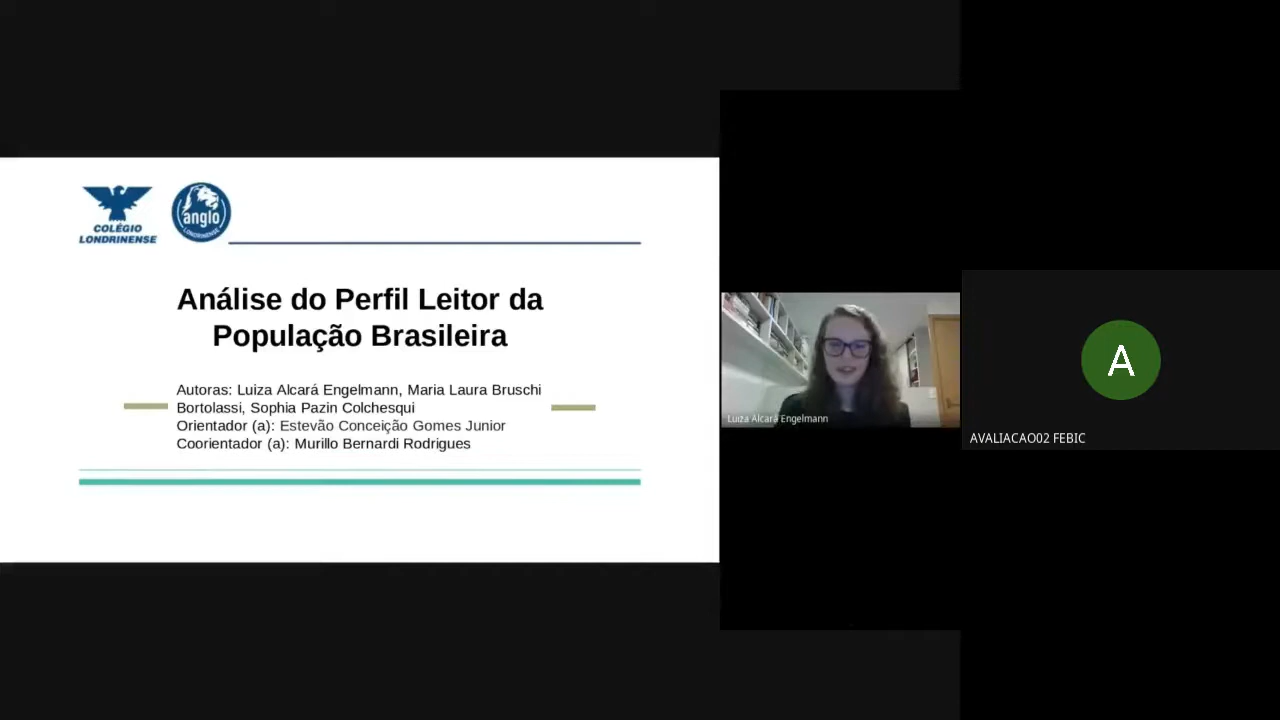 COLÉGIO
LONDRINENSE
anglo
LONDRINENSE
Análise do Perfil Leitor da
População Brasileira
Autoras: Luiza Alcará Engelmann, Maria Laura Bruschi
Bortolassi, Sophia Pazin Colchesqui
Orientador (a): Estevão Conceição Gomes Junior
Coorientador (a): Murillo Bernardi Rodrigues
Luiza Alcará Engelmann
A
AVALIACAO02 FEBIC